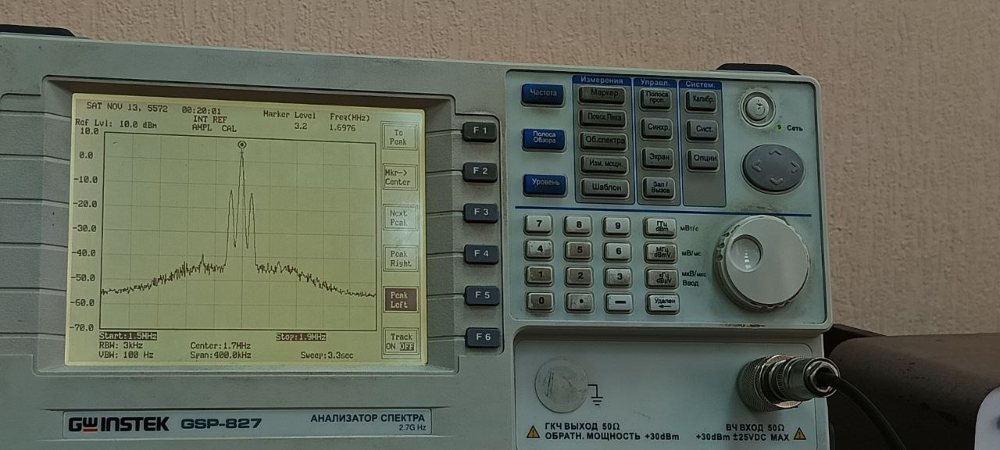 SAT NOV 13, 5572 00:20:01
INT REF
Marker Level Freq(MHz)
Ref Lvl: 10.0 dBm AMPL CAL 3.2 1.6976
10.0
0.0
-10.0
-20.0
-30.0
-40.0
-50.0
-60.0
-70.0
Start:1.5MHz Stop:1.9MHz
RBW: 3kHz Center:1.7MHz
VBW: 100 Hz Span:400.0kHz Sweep:3.3sec
To
Peak
Mkr->
Center
Next
Peak
Peak
Right
Peak
Left
Track
ON OFF
F 1
F 2
F 3
F 4
F 5
F 6
Частота
Полоса
Обзора
Уровень
Измерения
Маркер
Поиск Пика
Об.спектра
Изм. мощн.
Шаблон
Управл.
Полоса
проп.
Синхр.
Экран
Зап /
Вызов
Систем.
Калибр.
Сист.
Опции
Сеть
7 8 9 ГГц
dBm мВт/с
4 5 6 МГц
dBmV мВ/мс
1 2 3 кГц
dBµV мкВ/мкс
Ввод
0 • — Удален
GW INSTEK GSP-827 АНАЛИЗАТОР СПЕКТРА
2.7G Hz
ГКЧ ВЫХОД 50Ω
ОБРАТН. МОЩНОСТЬ +30dBm
ВЧ ВХОД 50Ω
+30dBm ±25VDC MAX